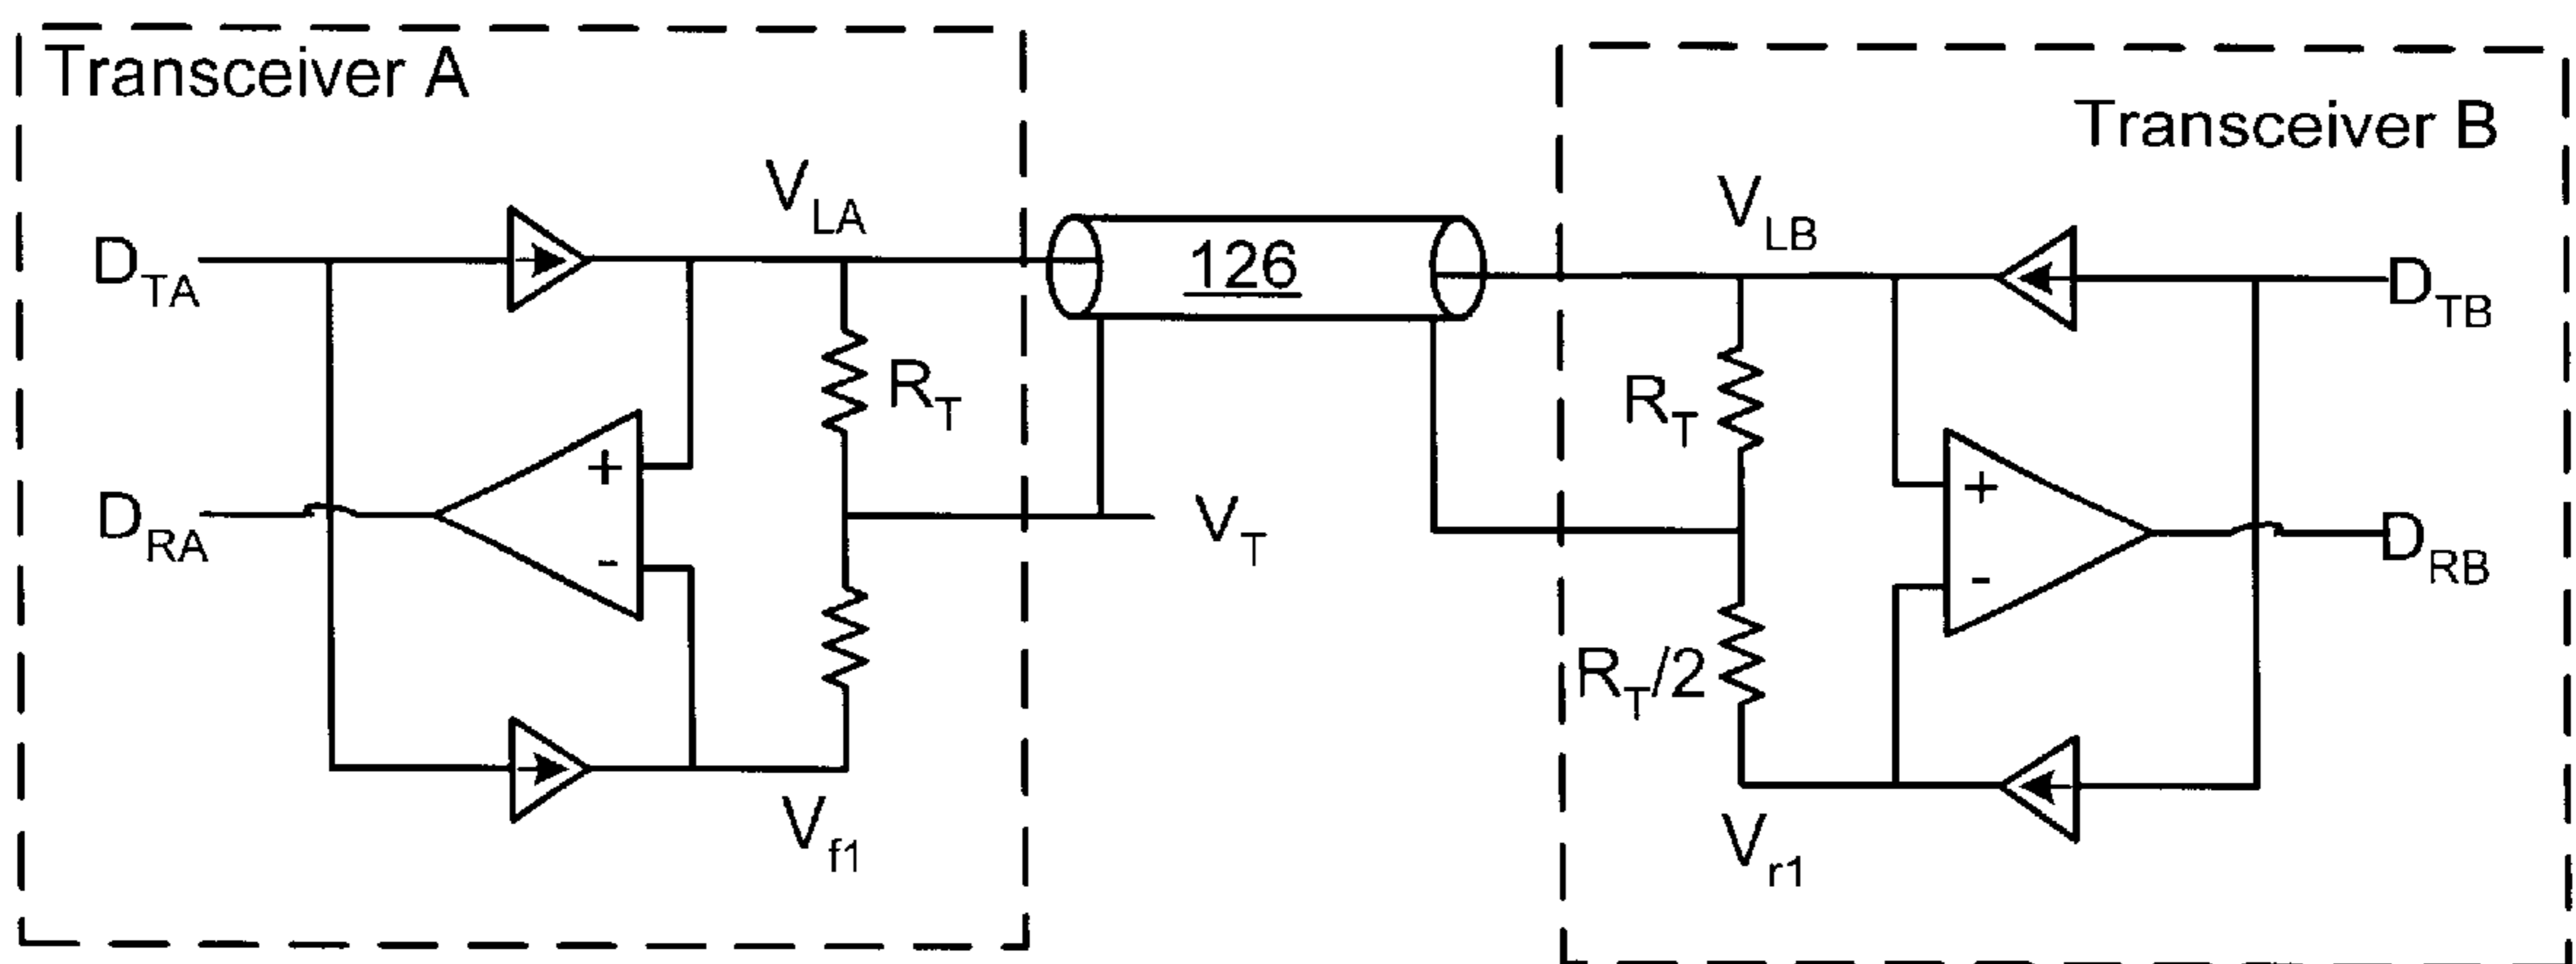 Transceiver A
Transceiver B
V_LA
V_LB
D_TA
126
D_TB
R_T
R_T
+
+
D_RA
V_T
D_RB
-
-
R_T/2
V_f1
V_r1